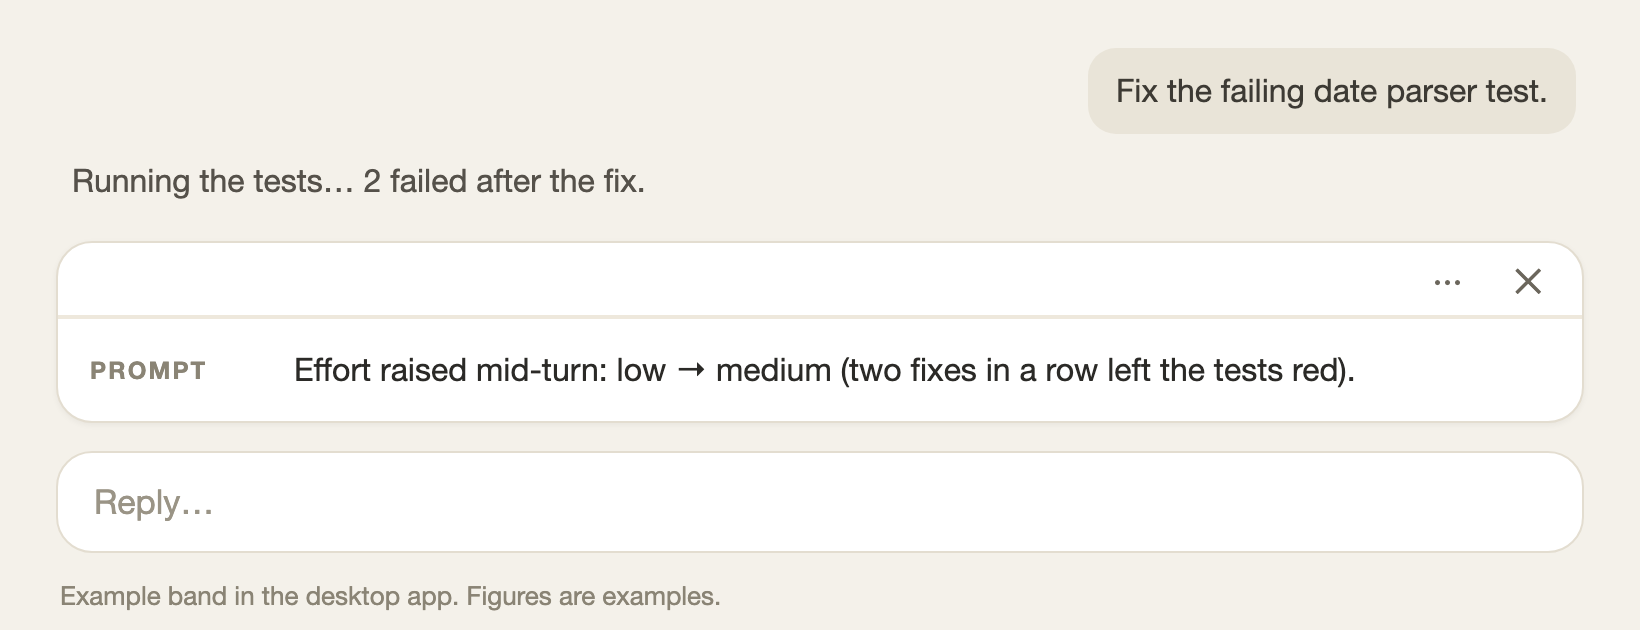 Fix the failing date parser test.
Running the tests… 2 failed after the fix.
PROMPT Effort raised mid-turn: low → medium (two fixes in a row left the tests red).
Reply…
Example band in the desktop app. Figures are examples.